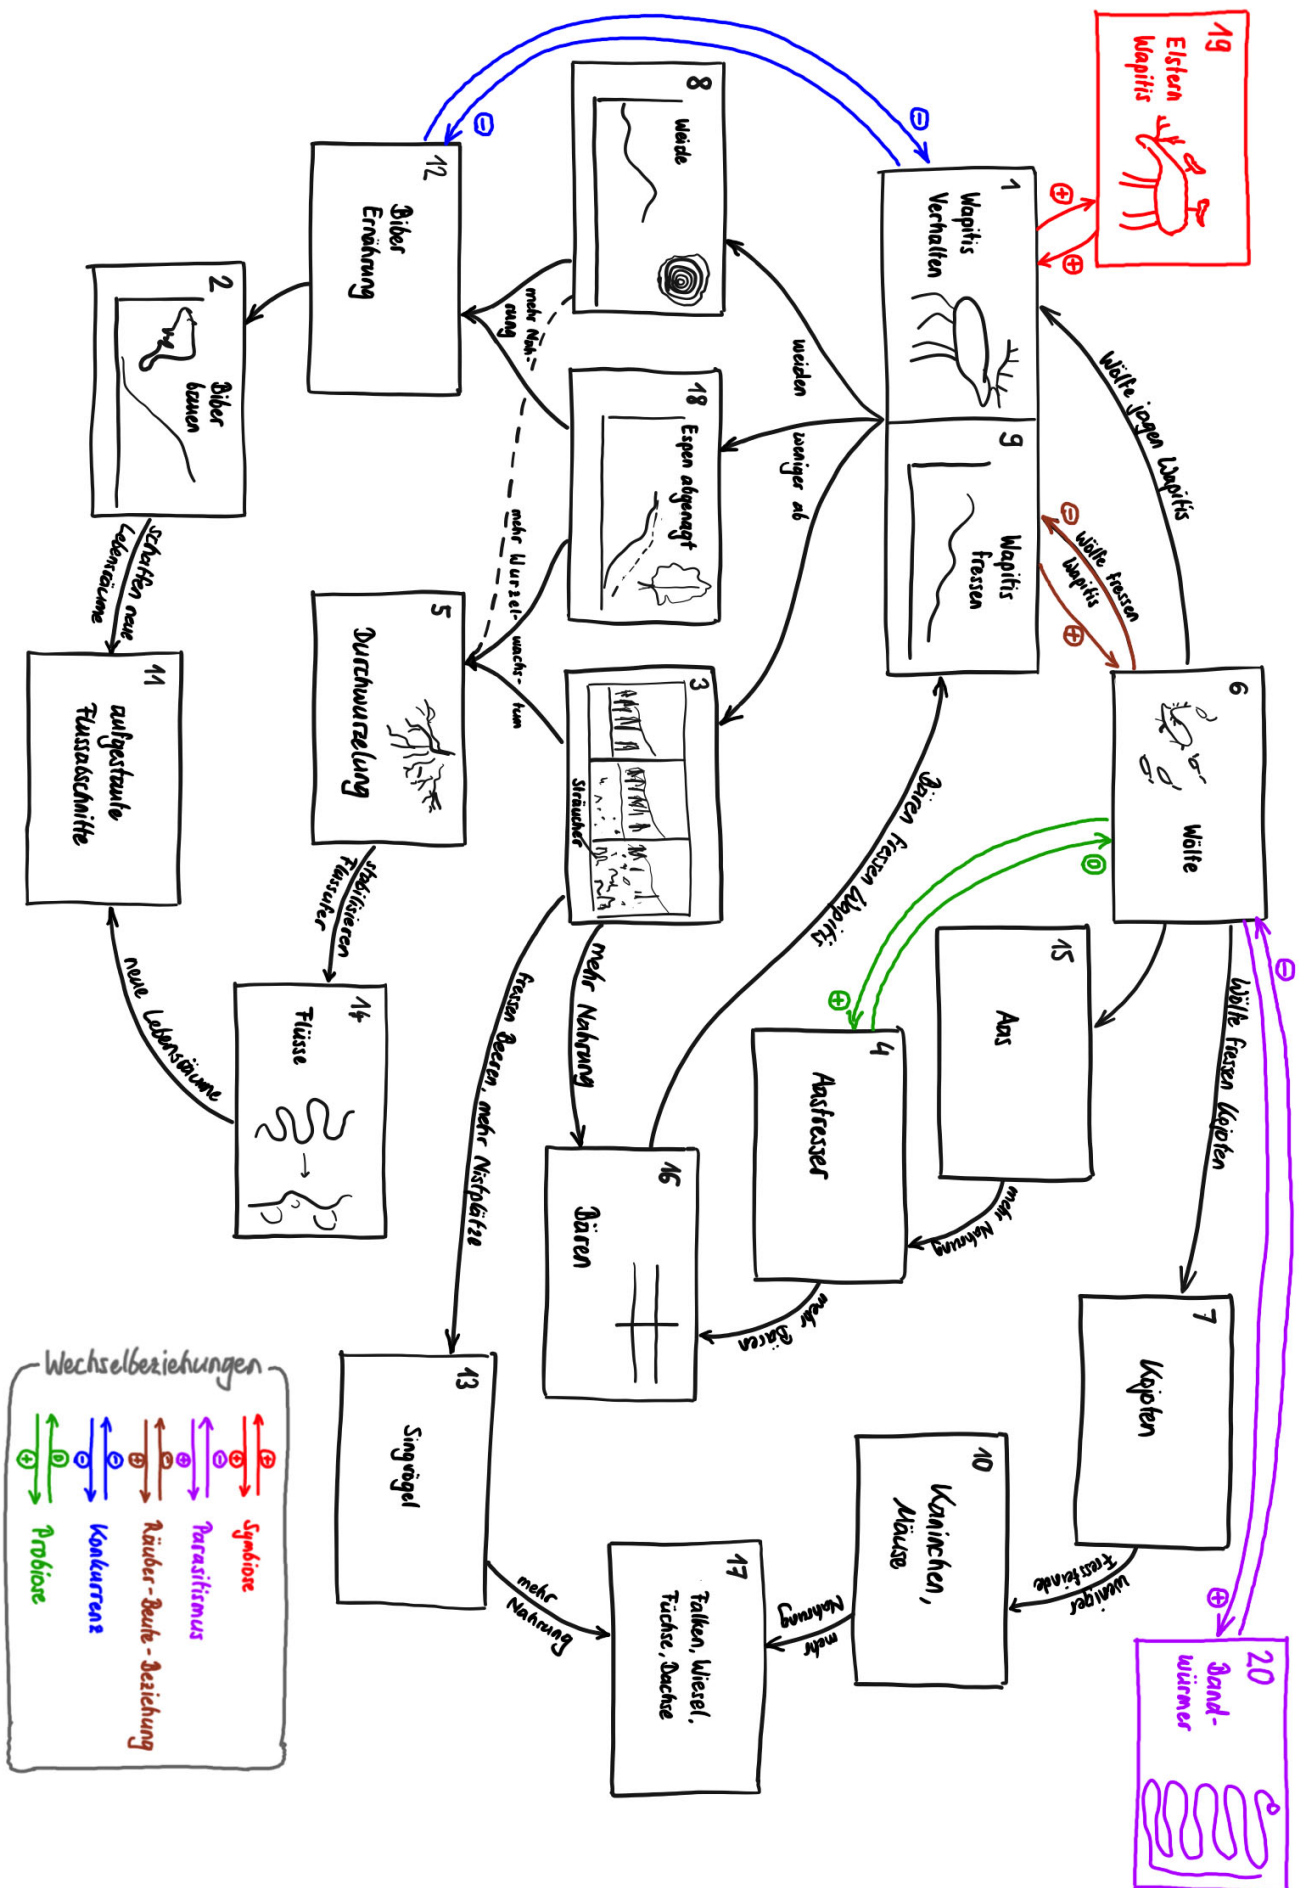 19
Elstern
Wapitis
1
Wapitis
Verhalten
9
Wapitis
fressen
Wölfe jagen Wapitis
Wölfe fressen
Wapitis
6
Wölfe
Wölfe fressen Kojoten
20
Band-
würmer
15
Aas
mehr Nahrung
4
Aasfresser
mehr Bären
7
Kojoten
weniger
Fressfeinde
10
Kaninchen,
Mäuse
mehr
Nahrung
8
Weide
weiden
weniger ab
18
Espen abgenagt
3
Sträucher
Bären fressen Wapitis
mehr Nahrung
16
Bären
fressen Beeren, mehr Nistplätze
17
Falken, Wiesel,
Füchse, Dachse
12
Biber
Ernährung
mehr Nah-
rung
mehr Wurzel-
wachs-
tum
5
Durchwurzelung
stabilisieren
Flussufer
14
Flüsse
13
Singvögel
mehr
Nahrung
2
Biber
bauen
schaffen neue
Lebensräume
11
aufgestaute
Flussabschnitte
neue Lebensräume
Wechselbeziehungen
Symbiose
Parasitismus
Räuber-Beute-Beziehung
Konkurrenz
Probiose